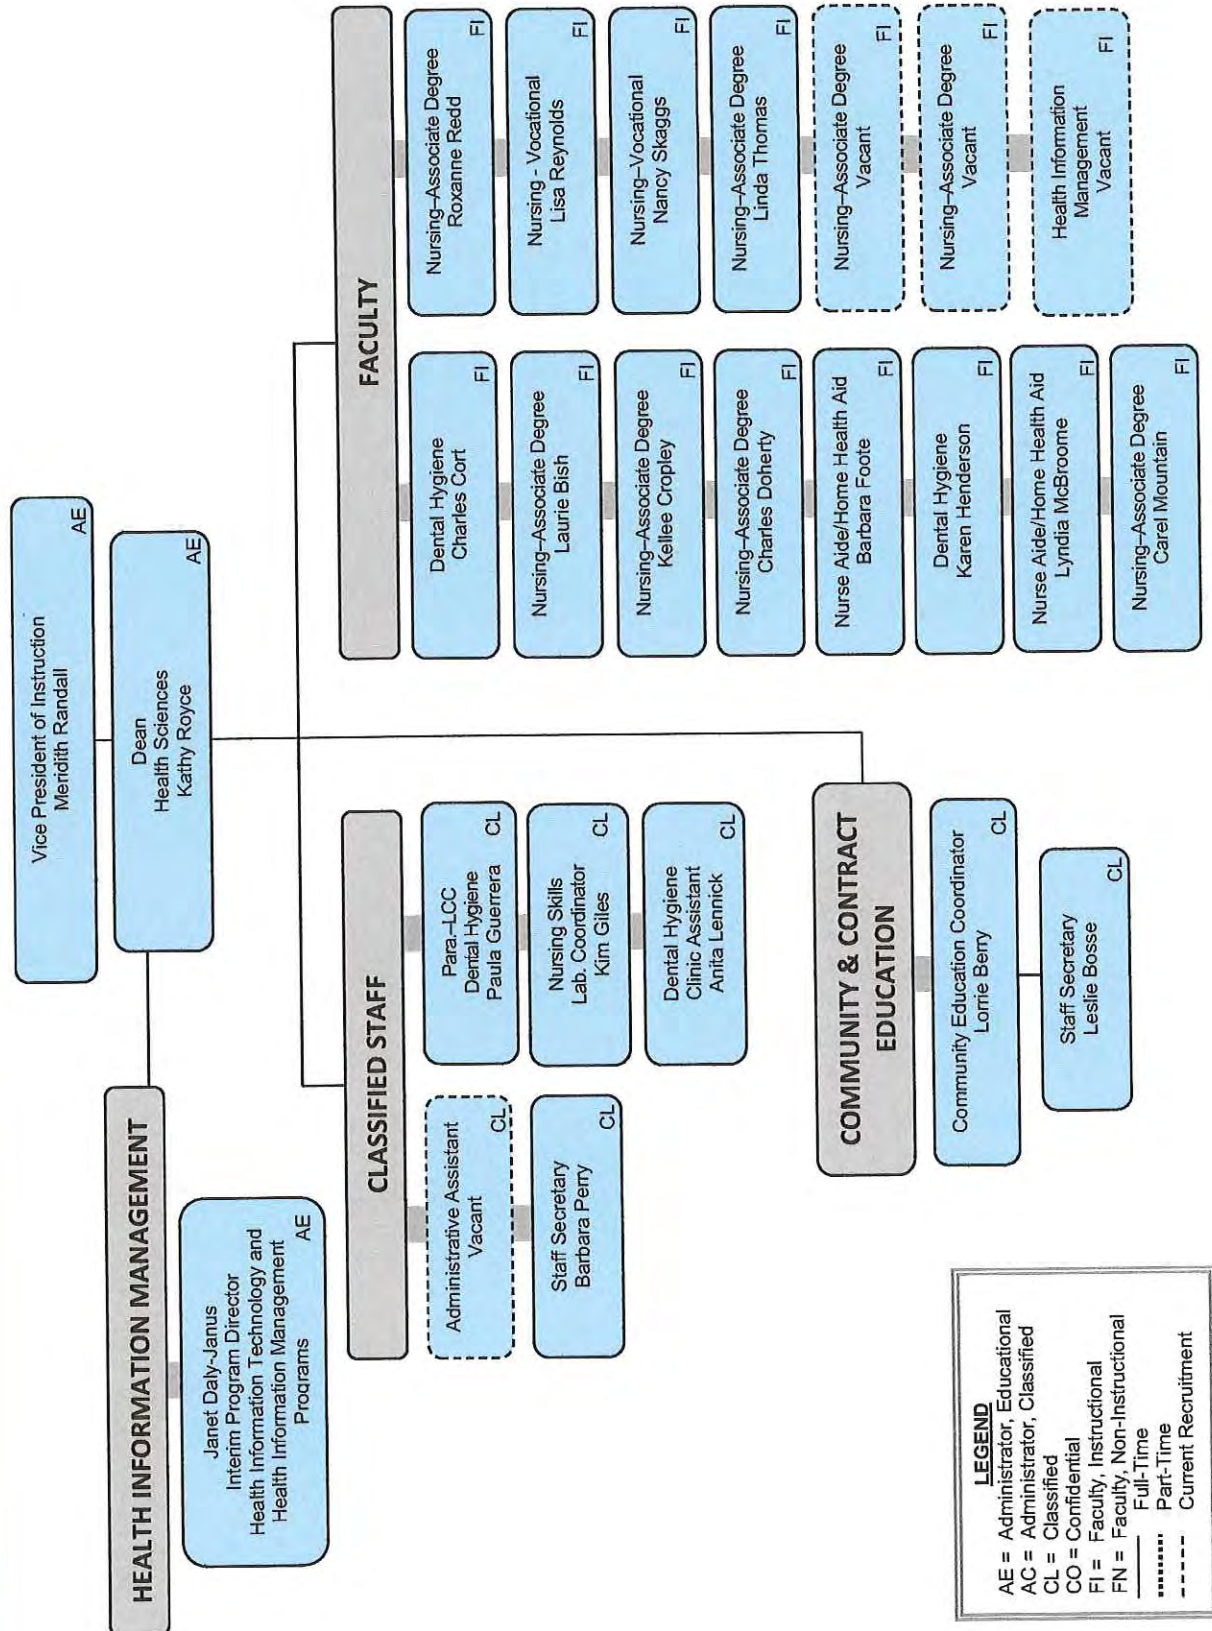 Vice President of Instruction
Meridith Randall
AE
Dean
Health Sciences
Kathy Royce
AE
HEALTH INFORMATION MANAGEMENT
Janet Daly-Janus
Interim Program Director
Health Information Technology and
Health Information Management
Programs
AE
CLASSIFIED STAFF
Administrative Assistant
Vacant
CL
Staff Secretary
Barbara Perry
CL
Para.–LCC
Dental Hygiene
Paula Guerrera
CL
Nursing Skills
Lab. Coordinator
Kim Giles
CL
Dental Hygiene
Clinic Assistant
Anita Lennick
CL
FACULTY
Dental Hygiene
Charles Cort
FI
Nursing–Associate Degree
Laurie Bish
FI
Nursing–Associate Degree
Kellee Cropley
FI
Nursing–Associate Degree
Charles Doherty
FI
Nurse Aide/Home Health Aid
Barbara Foote
FI
Dental Hygiene
Karen Henderson
FI
Nurse Aide/Home Health Aid
Lyndia McBroome
FI
Nursing–Associate Degree
Carel Mountain
FI
Nursing–Associate Degree
Roxanne Redd
FI
Nursing - Vocational
Lisa Reynolds
FI
Nursing–Vocational
Nancy Skaggs
FI
Nursing–Associate Degree
Linda Thomas
FI
Nursing–Associate Degree
Vacant
FI
Nursing–Associate Degree
Vacant
FI
Health Information
Management
Vacant
FI
COMMUNITY & CONTRACT
EDUCATION
Community Education Coordinator
Lorrie Berry
CL
Staff Secretary
Leslie Bosse
CL
LEGEND
AE = Administrator, Educational
AC = Administrator, Classified
CL = Classified
CO = Confidential
FI = Faculty, Instructional
FN = Faculty, Non-Instructional
Full-Time
Part-Time
Current Recruitment